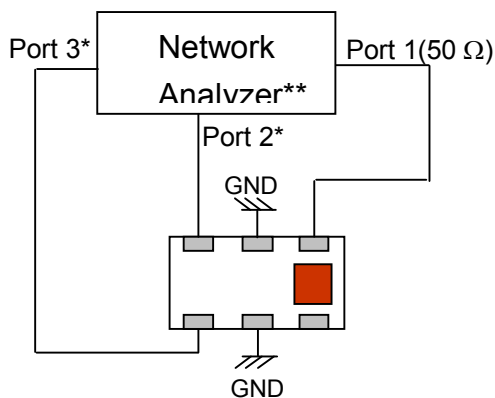 Port 3*
Network
Analyzer**
Port 1(50 Ω)
Port 2*
GND
GND